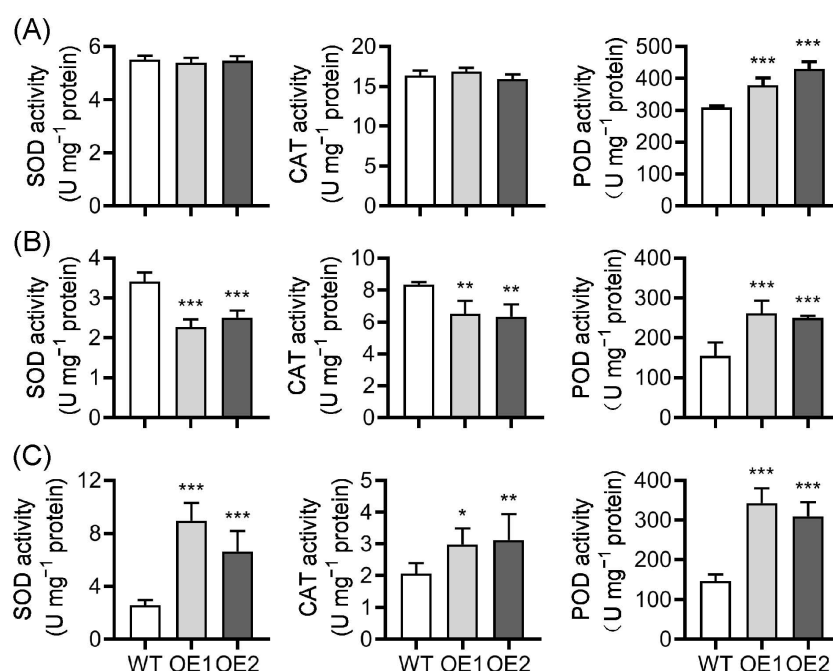 (A)
SOD activity
(U mg⁻¹ protein)
6
4
2
0
CAT activity
(U mg⁻¹ protein)
20
15
10
5
0
POD activity
(U mg⁻¹ protein)
500
400
300
200
100
0
***
***
(B)
SOD activity
(U mg⁻¹ protein)
4
3
2
1
0
***
***
CAT activity
(U mg⁻¹ protein)
10
8
6
4
2
0
**
**
POD activity
(U mg⁻¹ protein)
400
300
200
100
0
***
***
(C)
SOD activity
(U mg⁻¹ protein)
12
8
4
0
***
***
WT OE1 OE2
CAT activity
(U mg⁻¹ protein)
5
4
3
2
1
0
*
**
WT OE1 OE2
POD activity
(U mg⁻¹ protein)
400
300
200
100
0
***
***
WT OE1 OE2